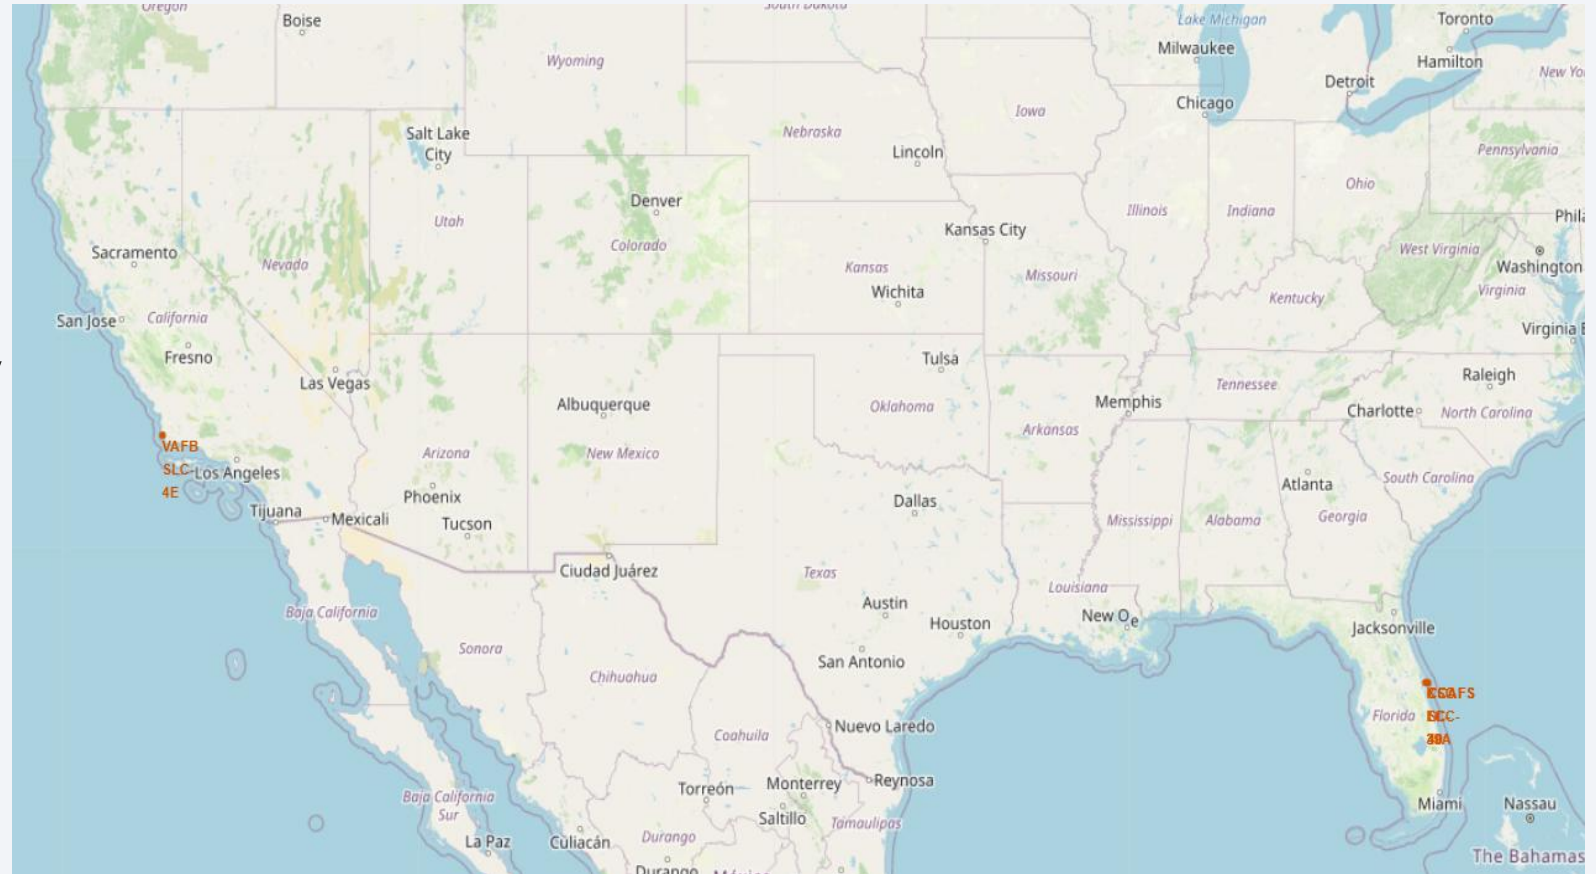 Oregon
Boise
South Dakota
Lake Michigan
Toronto
Milwaukee
Hamilton
Wyoming
New Yo
Detroit
Chicago
Iowa
Nebraska
Salt Lake
City
Lincoln
Pennsylvania
Ohio
Denver
Utah
Illinois
Indiana
Phila
Kansas City
Colorado
Sacramento
Nevada
West Virginia
Kansas
Missouri
Washington
Wichita
Virginia
Kentucky
San Jose
California
Virginia B
Fresno
Tulsa
Las Vegas
Raleigh
Tennessee
Albuquerque
Memphis
Oklahoma
Charlotte
North Carolina
Arkansas
VAFB
SLC-
4E
Los Angeles
Arizona
New Mexico
South Carolina
Atlanta
Phoenix
Dallas
Tijuana
Mexicali
Tucson
Mississippi
Alabama
Georgia
Ciudad Juárez
Texas
Louisiana
Baja California
Austin
New O
e
Houston
Jacksonville
Sonora
San Antonio
Chihuahua
Florida
Nuevo Laredo
Coahuila
Torreón
Monterrey
Reynosa
Baja California
Sur
Miami
Nassau
Saltillo
Tamaulipas
La Paz
Culiacán
Durango
The Bahamas
Durango
México